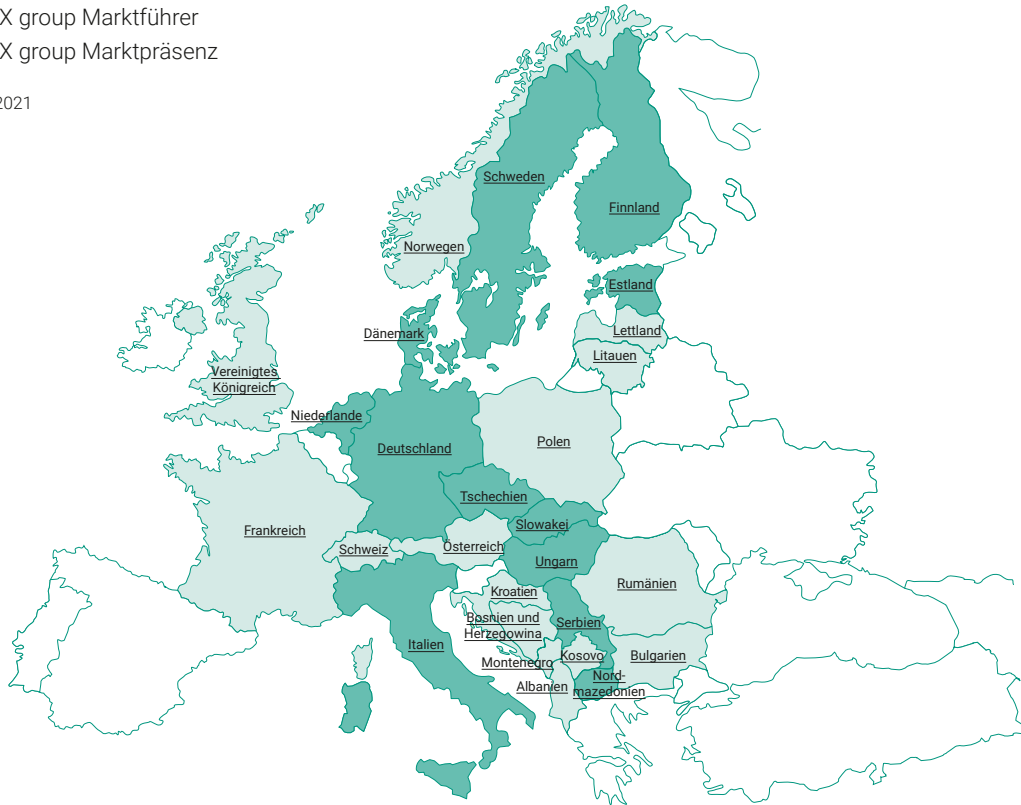 X group Marktführer
X group Marktpräsenz
2021
Schweden
Finnland
Norwegen
Estland
Dänemark
Lettland
Litauen
Vereinigtes
Königreich
Niederlande
Polen
Deutschland
Tschechien
Slowakei
Frankreich
Österreich
Schweiz
Ungarn
Rumänien
Kroatien
Bosnien und
Herzegowina
Serbien
Italien
Kosovo
Bulgarien
Montenegro
Nord-
mazedonien
Albanien